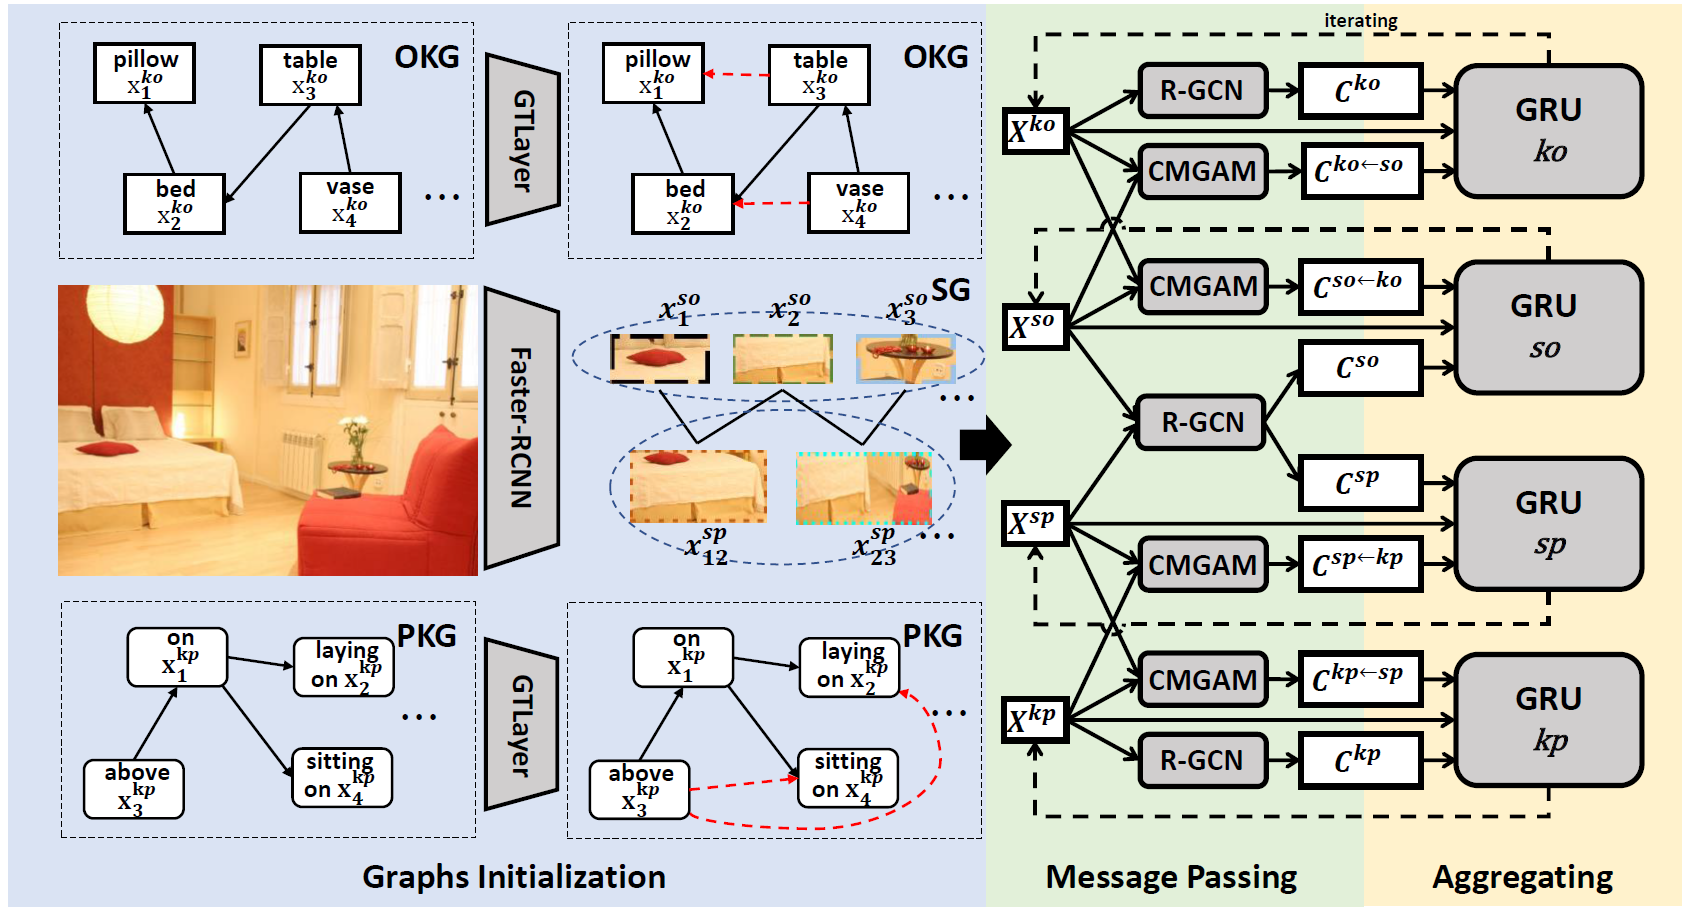 OKG
pillow
x₁ᵏᵒ
table
x₃ᵏᵒ
bed
x₂ᵏᵒ
vase
x₄ᵏᵒ
...
GTLayer
OKG
pillow
x₁ᵏᵒ
table
x₃ᵏᵒ
bed
x₂ᵏᵒ
vase
x₄ᵏᵒ
...
Faster-RCNN
SG
x₁ˢᵒ
x₂ˢᵒ
x₃ˢᵒ
...
x₁₂ˢᵖ
x₂₃ˢᵖ
...
PKG
on
x₁ᵏᵖ
laying
on x₂ᵏᵖ
...
above
x₃ᵏᵖ
sitting
on x₄ᵏᵖ
GTLayer
PKG
on
x₁ᵏᵖ
laying
on x₂ᵏᵖ
...
above
x₃ᵏᵖ
sitting
on x₄ᵏᵖ
Graphs Initialization
iterating
Xᵏᵒ
R-GCN
Cᵏᵒ
CMGAM
Cᵏᵒ←ˢᵒ
GRU
ko
Xˢᵒ
CMGAM
Cˢᵒ←ᵏᵒ
Cˢᵒ
GRU
so
R-GCN
Xˢᵖ
Cˢᵖ
CMGAM
Cˢᵖ←ᵏᵖ
GRU
sp
Xᵏᵖ
CMGAM
Cᵏᵖ←ˢᵖ
R-GCN
Cᵏᵖ
GRU
kp
Message Passing
Aggregating